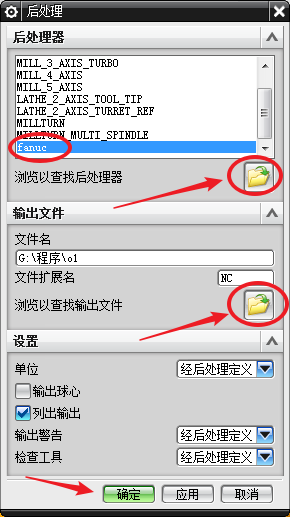 后处理
后处理器
MILL_3_AXIS_TURBO
MILL_4_AXIS
MILL_5_AXIS
LATHE_2_AXIS_TOOL_TIP
LATHE_2_AXIS_TURRET_REF
MILLTURN
MILLTURN_MULTI_SPINDLE
fanuc
浏览以查找后处理器
输出文件
文件名
G:\程序\o1
文件扩展名 NC
浏览以查找输出文件
设置
单位 经后处理定义
输出球心
列出输出
输出警告 经后处理定义
检查工具 经后处理定义
确定 应用 取消